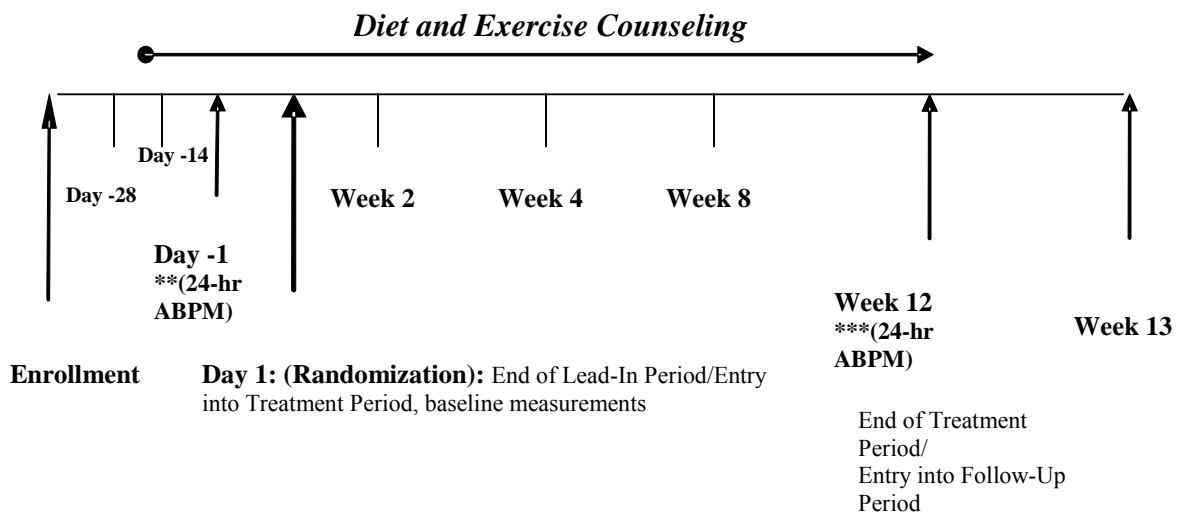 Diet and Exercise Counseling
Day -14
Day -28
Week 2
Week 4
Week 8
Day -1
**(24-hr
ABPM)
Week 12
***(24-hr
ABPM)
Week 13
Enrollment
Day 1: (Randomization): End of Lead-In Period/Entry
into Treatment Period, baseline measurements
End of Treatment
Period/
Entry into Follow-Up
Period